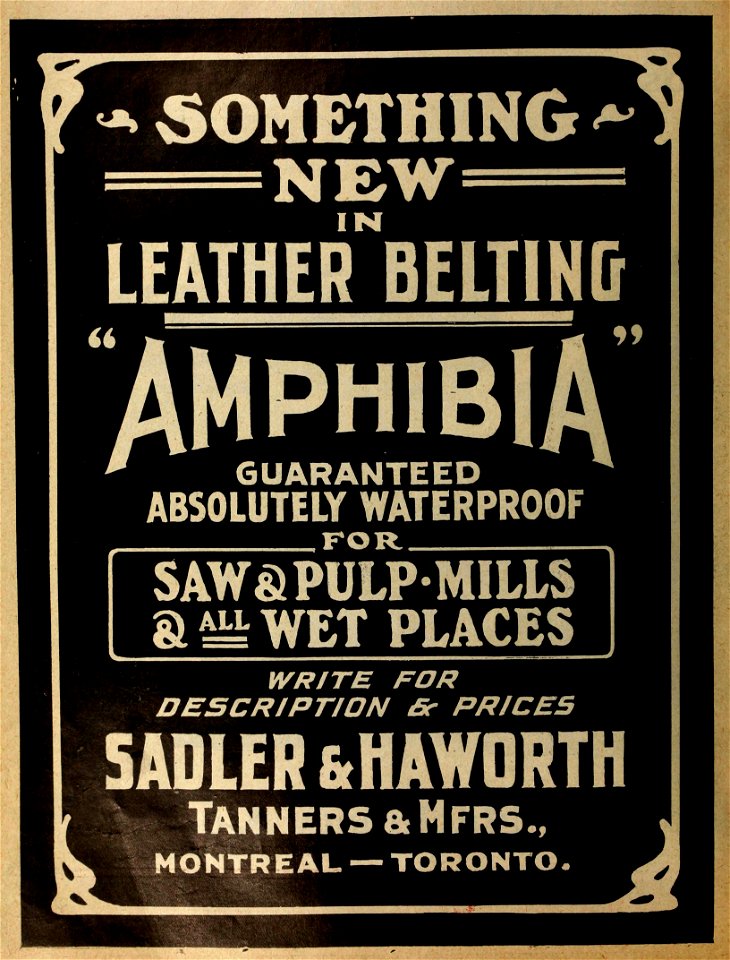 SOMETHING
NEW
IN
LEATHER BELTING
“AMPHIBIA”
GUARANTEED
ABSOLUTELY WATERPROOF
FOR
SAW & PULP·MILLS
& ALL WET PLACES
WRITE FOR
DESCRIPTION & PRICES
SADLER & HAWORTH
TANNERS & MFRS.,
MONTREAL — TORONTO.